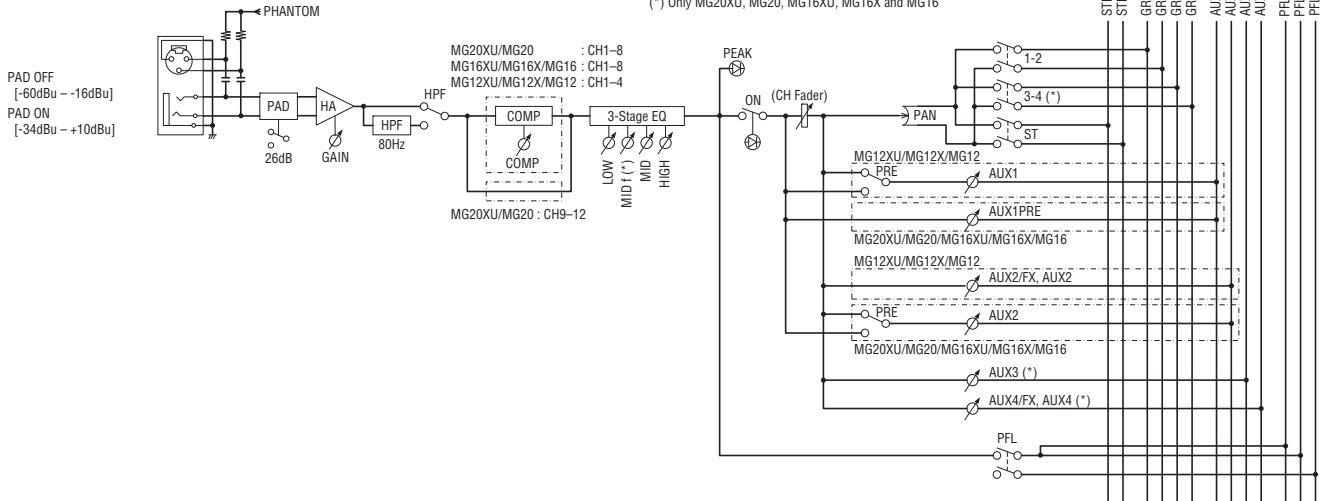 (*) Only MG20XU, MG20, MG16XU, MG16X and MG16
PHANTOM
PAD OFF
[-60dBu – -16dBu]
PAD ON
[-34dBu – +10dBu]
PAD
26dB
HA
GAIN
HPF
HPF
80Hz
MG20XU/MG20 : CH1–8
MG16XU/MG16X/MG16 : CH1–8
MG12XU/MG12X/MG12 : CH1–4
COMP
COMP
MG20XU/MG20 : CH9–12
3-Stage EQ
LOW
MID f (*)
MID
HIGH
PEAK
ON
(CH Fader)
PAN
1-2
3-4 (*)
ST
MG12XU/MG12X/MG12
PRE
AUX1
AUX1PRE
MG20XU/MG20/MG16XU/MG16X/MG16
MG12XU/MG12X/MG12
AUX2/FX, AUX2
PRE
AUX2
MG20XU/MG20/MG16XU/MG16X/MG16
AUX3 (*)
AUX4/FX, AUX4 (*)
PFL